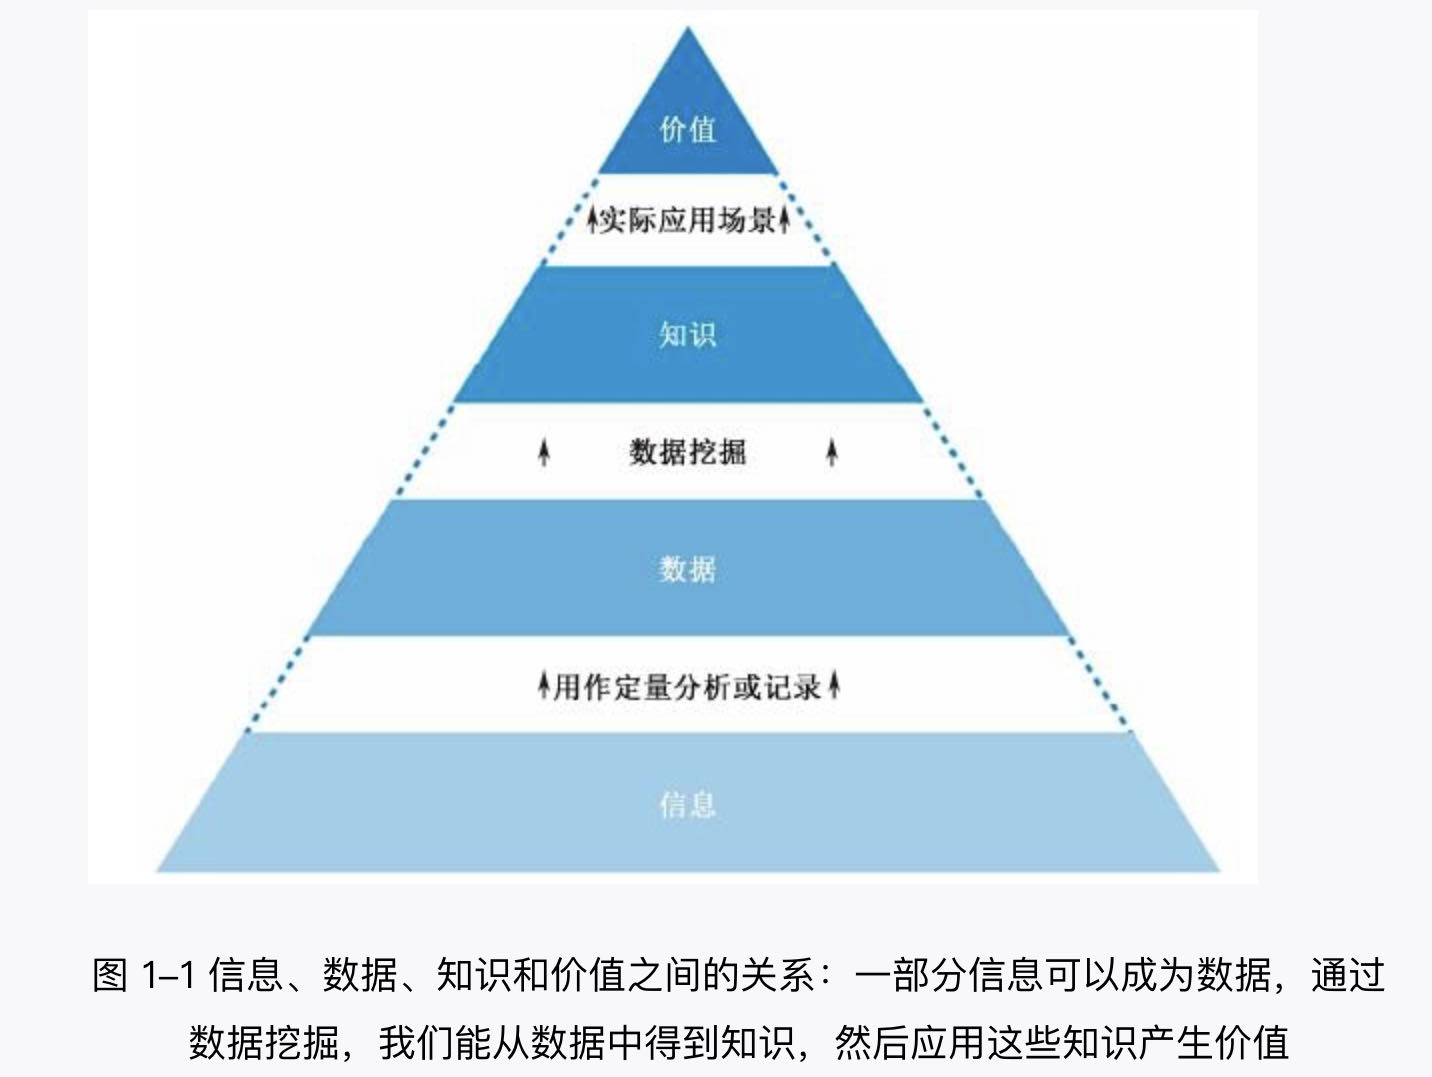 价值
实际应用场景
知识
数据挖掘
数据
用作定量分析或记录
信息
图 1–1 信息、数据、知识和价值之间的关系：一部分信息可以成为数据，通过
数据挖掘，我们能从数据中得到知识，然后应用这些知识产生价值